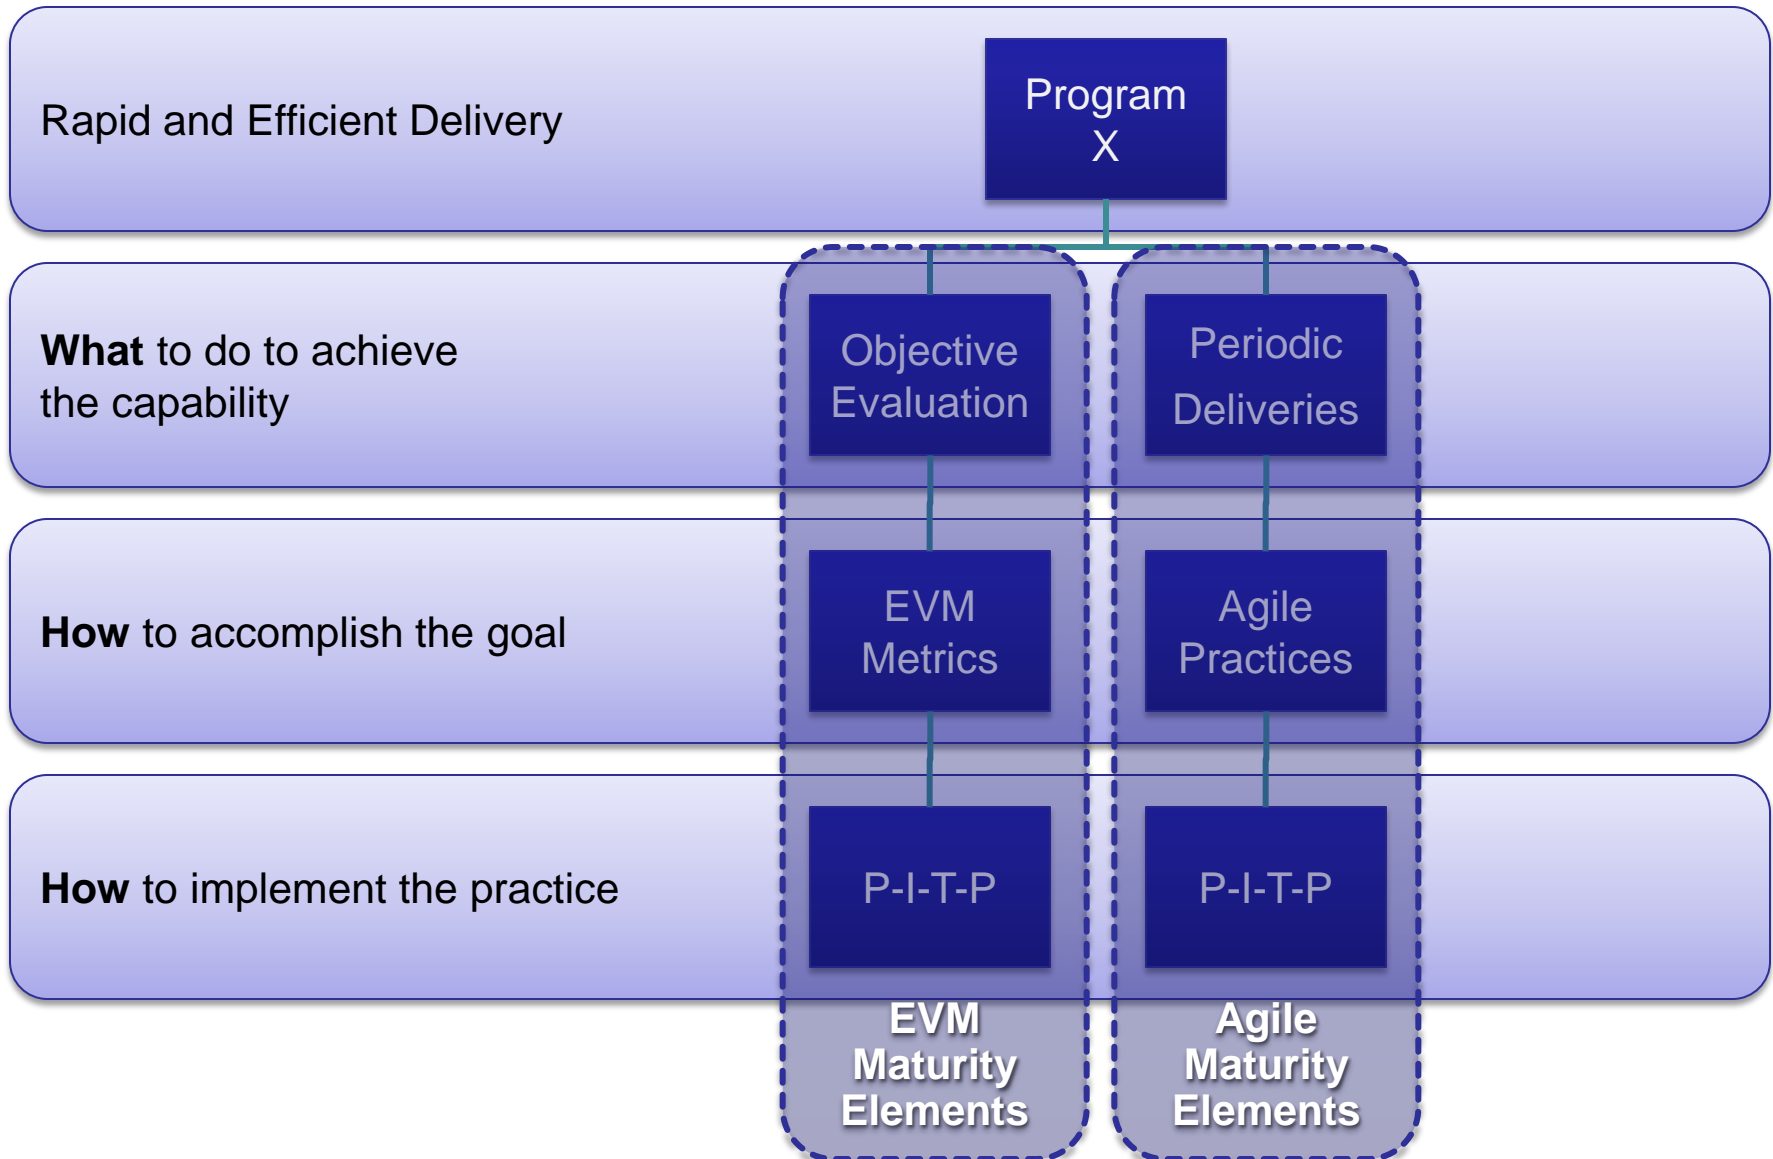 Rapid and Efficient Delivery
Program
X
What to do to achieve
the capability
Objective
Evaluation
Periodic
Deliveries
How to accomplish the goal
EVM
Metrics
Agile
Practices
How to implement the practice
P-I-T-P
P-I-T-P
EVM
Maturity
Elements
Agile
Maturity
Elements